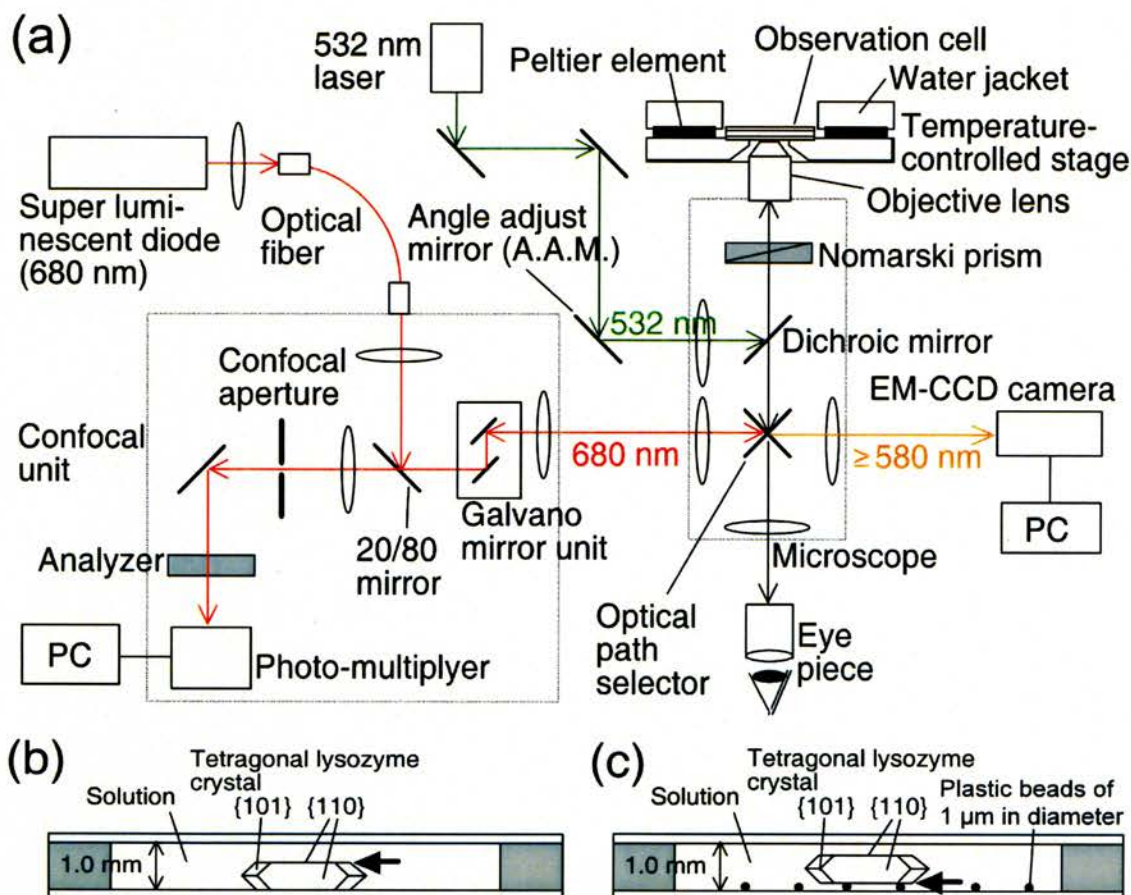 (a)
532 nm
laser
Peltier element
Observation cell
Water jacket
Temperature-
controlled stage
Objective lens
Super lumi-
nescent diode
(680 nm)
Optical
fiber
Angle adjust
mirror (A.A.M.)
Nomarski prism
532 nm
Dichroic mirror
Confocal
aperture
EM-CCD camera
Confocal
unit
680 nm
≥ 580 nm
Galvano
mirror unit
PC
Analyzer
20/80
mirror
Microscope
Optical
path
selector
Eye
piece
PC
Photo-multiplyer
(b)
Tetragonal lysozyme
crystal
Solution
{101}
{110}
1.0 mm
(c)
Tetragonal lysozyme
crystal
Solution
{101}
{110}
Plastic beads of
1 µm in diameter
1.0 mm